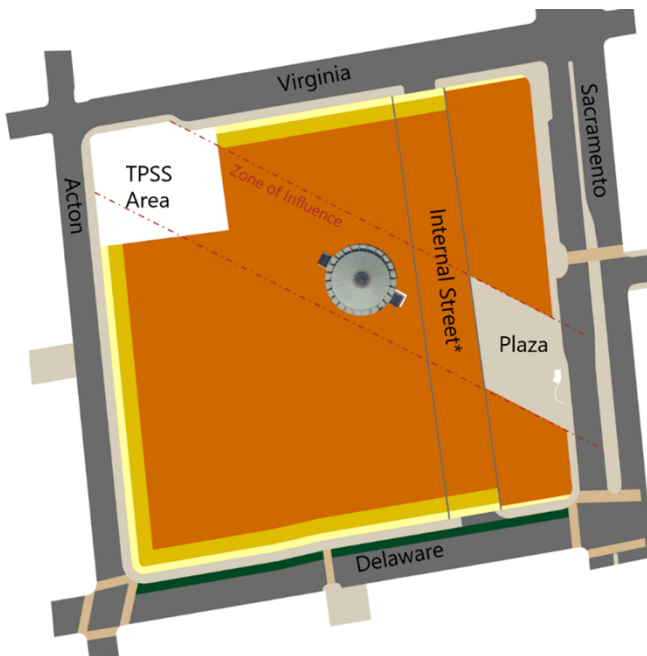 Virginia
Sacramento
TPSS
Area
Acton
Zone of Influence
Internal Street*
Plaza
Delaware